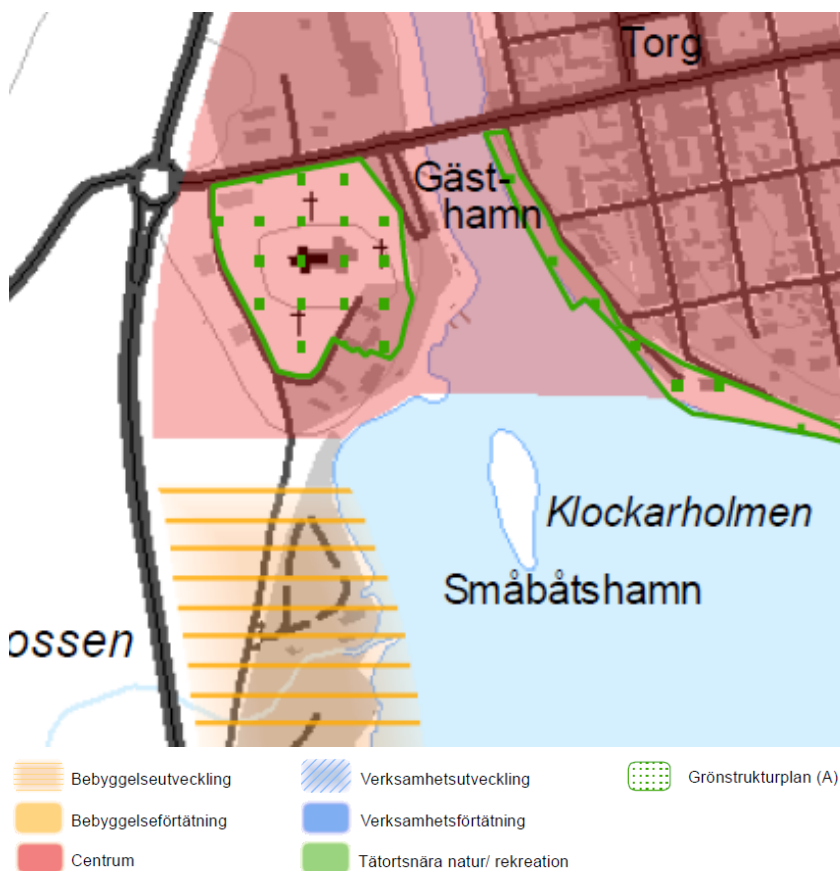 Torg
Gäst-
hamn
Klockarholmen
Småbåtshamn
ossen
Bebyggelseutveckling
Verksamhetsutveckling
Grönstrukturplan (A)
Bebyggelseförtätning
Verksamhetsförtätning
Centrum
Tätortsnära natur/ rekreation